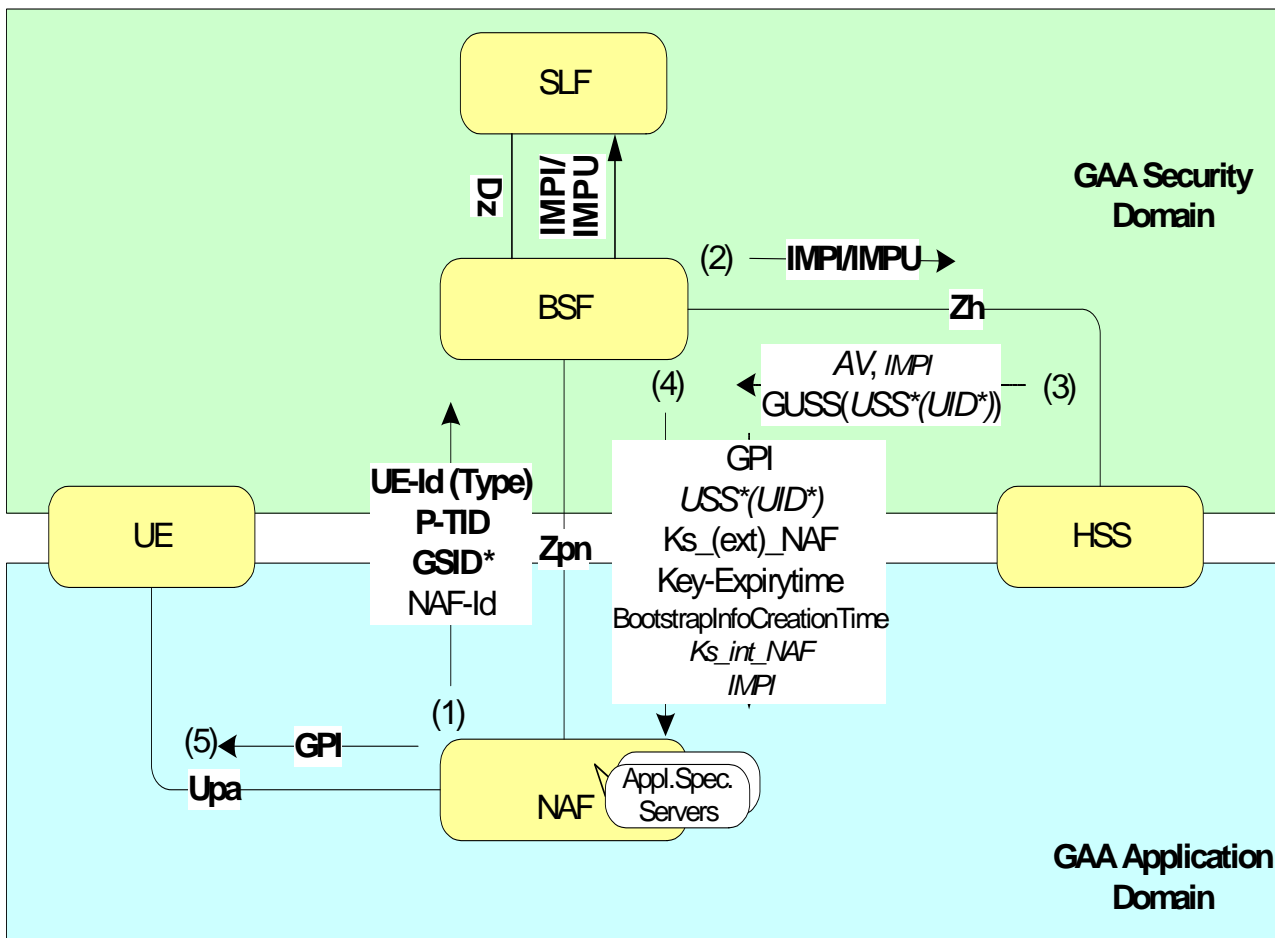 SLF
Dz
IMPI/
IMPU
GAA Security
Domain
(2)
IMPI/IMPU
BSF
Zh
AV, IMPI
GUSS(USS*(UID*))
(3)
(4)
GPI
USS*(UID*)
Ks_(ext)_NAF
Key-Expirytime
BootstrapInfoCreationTime
Ks_int_NAF
IMPI
UE-Id (Type)
P-TID
GSID*
NAF-Id
Zpn
UE
HSS
(1)
(5)
GPI
Upa
NAF
Appl.Spec.
Servers
GAA Application
Domain